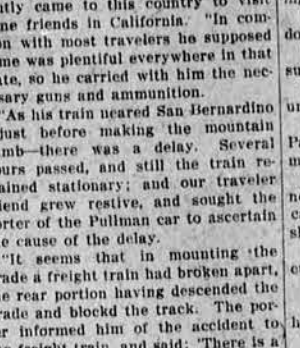 ntly came to this country to visit
ne friends in California. "In com-
on with most travelers he supposed
me was plentiful everywhere in that
ate, so he carried with him the nec-
sary guns and ammunition.
"As his train neared San Bernardino
just before making the mountain
mb—there was a delay. Several
ours passed, and still the train re-
ained stationary; and our traveler
iend grew restive, and sought the
orter of the Pullman car to ascertain
e cause of the delay.
"It seems that in mounting the
rade a freight train had broken apart,
e rear portion having descended the
rade and blockd the track. The por-
er informed him of the accident to
freight train, and said: 'There is a